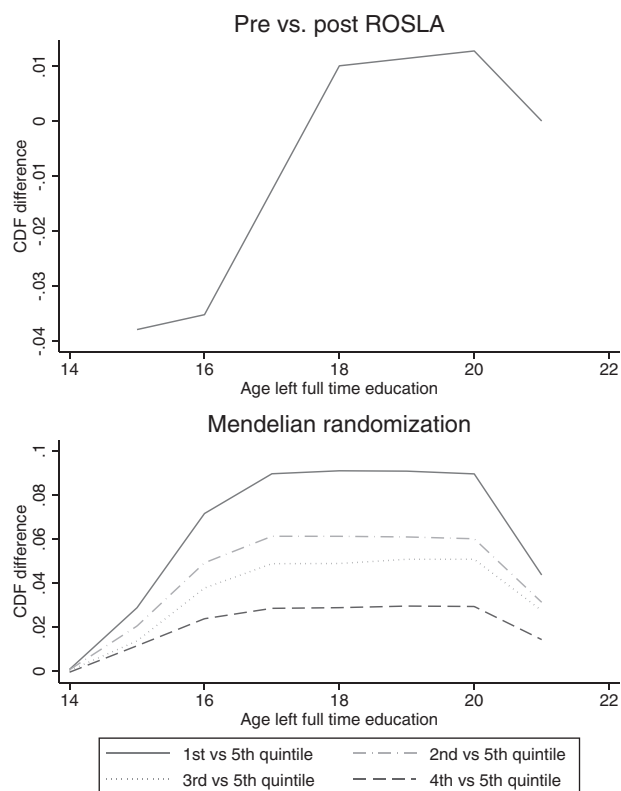 Pre vs. post ROSLA
CDF difference
.01
0
-.01
-.02
-.03
-.04
14 16 18 20 22
Age left full time education
Mendelian randomization
CDF difference
.1
.08
.06
.04
.02
0
14 16 18 20 22
Age left full time education
1st vs 5th quintile 2nd vs 5th quintile
3rd vs 5th quintile 4th vs 5th quintile